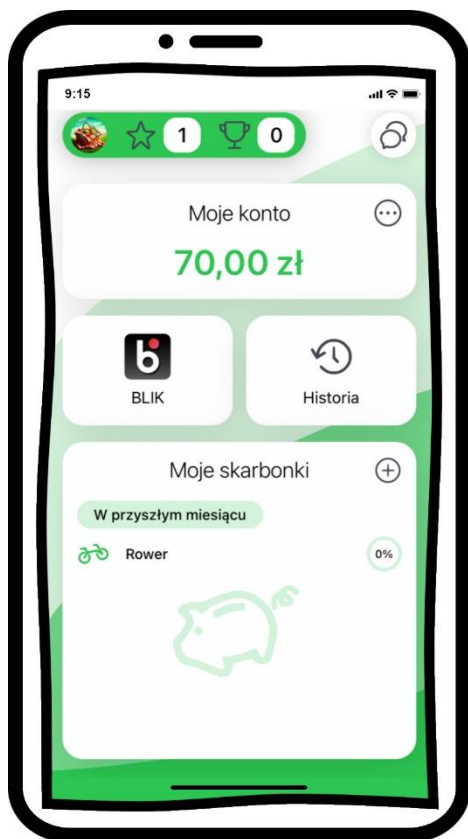 9:15
1 0
Moje konto
70,00 zł
BLIK Historia
Moje skarbonki
W przyszłym miesiącu
Rower 0%